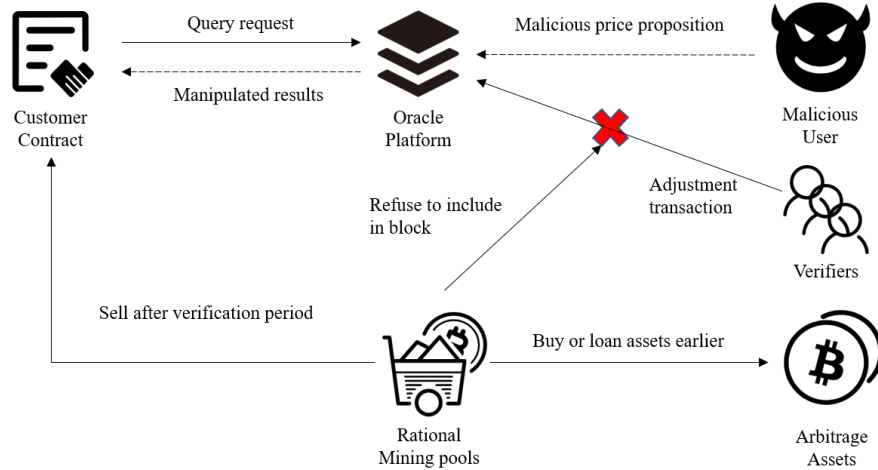 Query request
Malicious price proposition
Manipulated results
Customer
Contract
Oracle
Platform
Malicious
User
Refuse to include
in block
Adjustment
transaction
Verifiers
Sell after verification period
Buy or loan assets earlier
Rational
Mining pools
Arbitrage
Assets